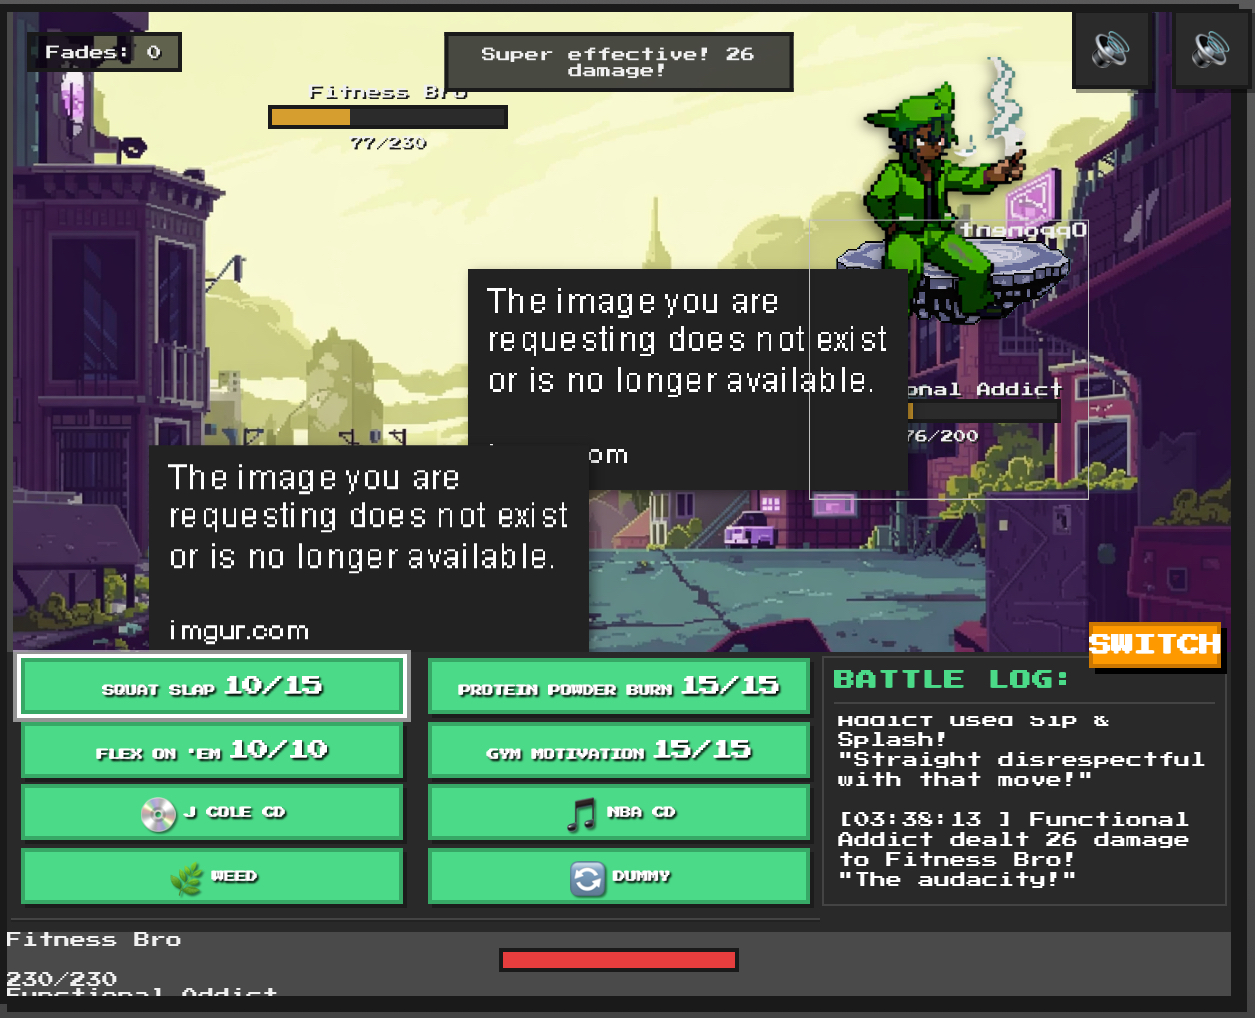 Fades: 0
Super effective! 26
damage!
Fitness Bro
77/230
Opponent
The image you are
requesting does not exist
or is no longer available.
om
onal Addict
76/200
The image you are
requesting does not exist
or is no longer available.
imgur.com
SWITCH
SQUAT SLAP 10/15
PROTEIN POWDER BURN 15/15
FLEX ON 'EM 10/10
GYM MOTIVATION 15/15
J COLE CD
NBA CD
WEED
DUMMY
BATTLE LOG:
Addict used Sip &
Splash!
"Straight disrespectful
with that move!"
[03:38:13 ] Functional
Addict dealt 26 damage
to Fitness Bro!
"The audacity!"
Fitness Bro
230/230
Functional Addict